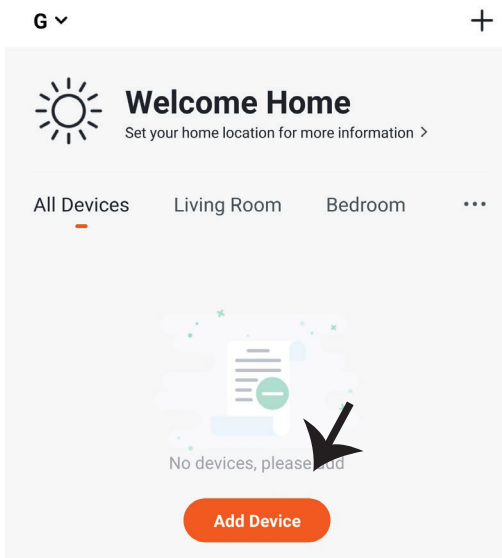 G
Welcome Home
Set your home location for more information >
All Devices Living Room Bedroom ...
No devices, please add
Add Device